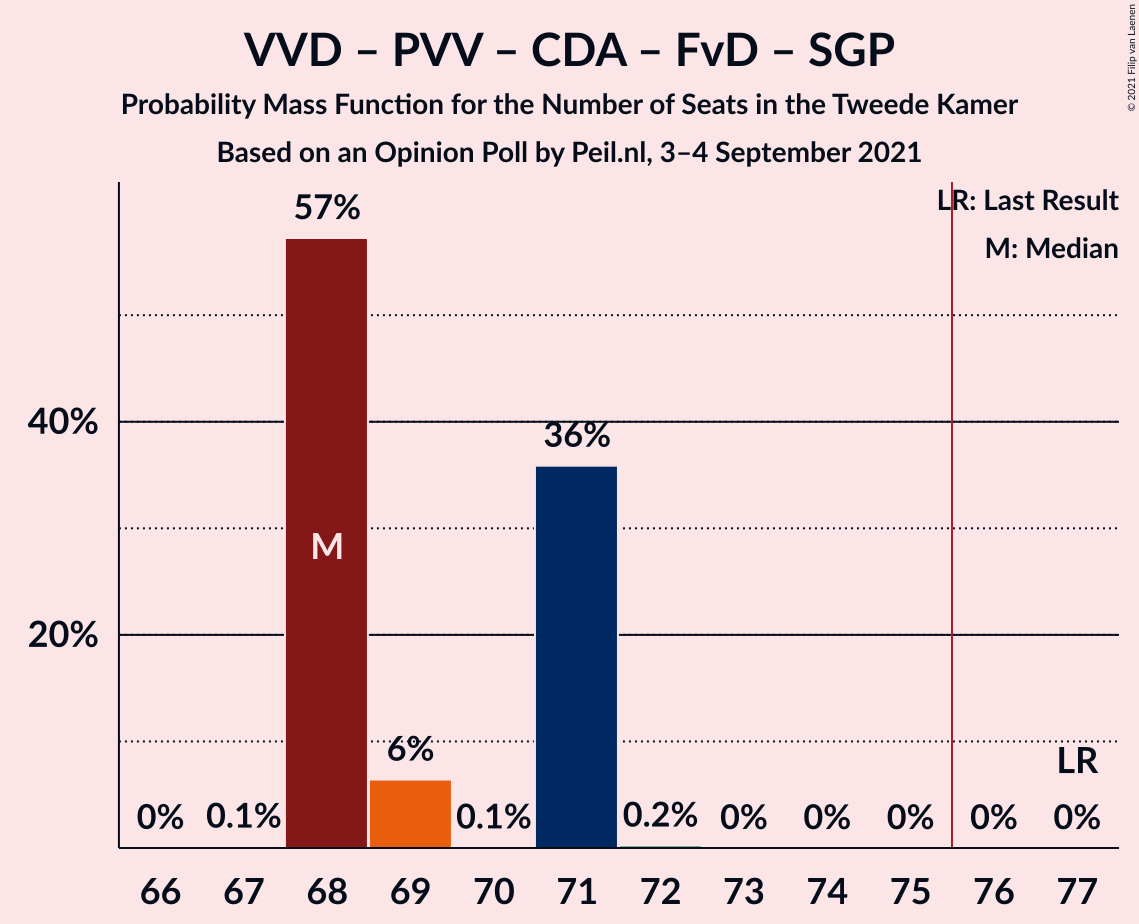 VVD – PVV – CDA – FvD – SGP
Probability Mass Function for the Number of Seats in the Tweede Kamer
Based on an Opinion Poll by Peil.nl, 3–4 September 2021
© 2021 Filip van Laenen
LR: Last Result
M: Median
57%
40%
36%
M
20%
6%
LR
0% 0.1% 0.1% 0.2% 0% 0% 0% 0% 0%
66 67 68 69 70 71 72 73 74 75 76 77